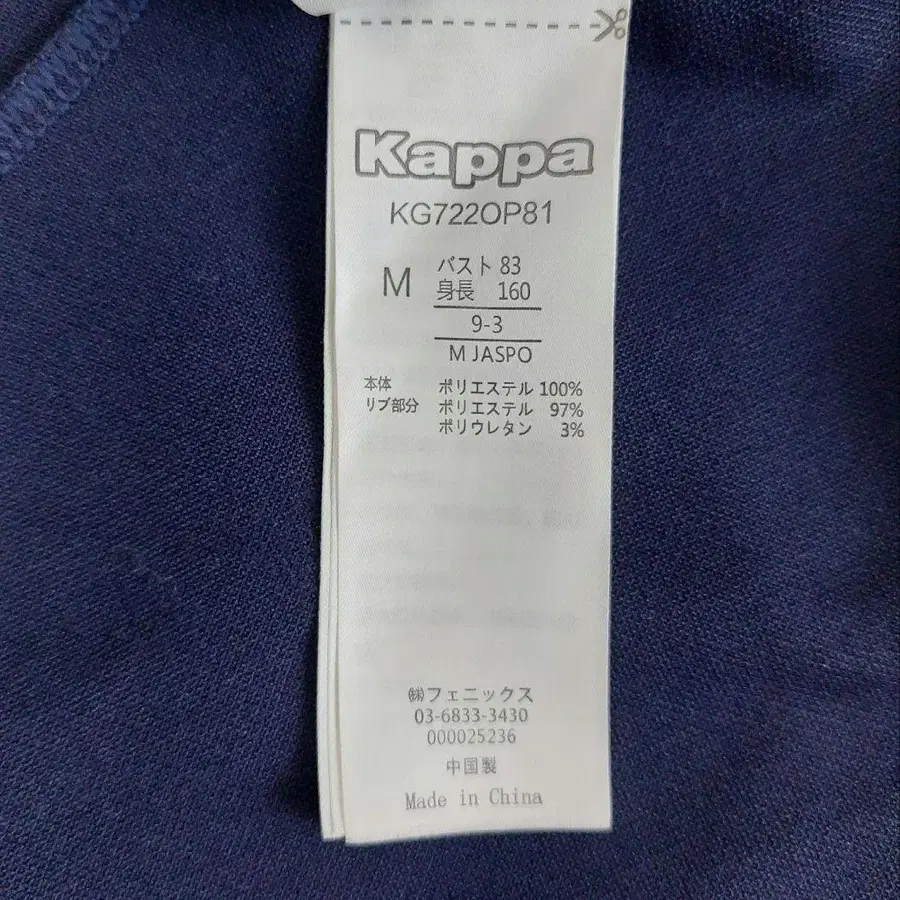 Kappa
KG722OP81
M
バスト 83
身長 160
9-3
M JASPO
本体 ポリエステル 100%
リブ部分 ポリエステル 97%
ポリウレタン 3%
㈱フェニックス
03-6833-3430
000025236
中国製
Made in China